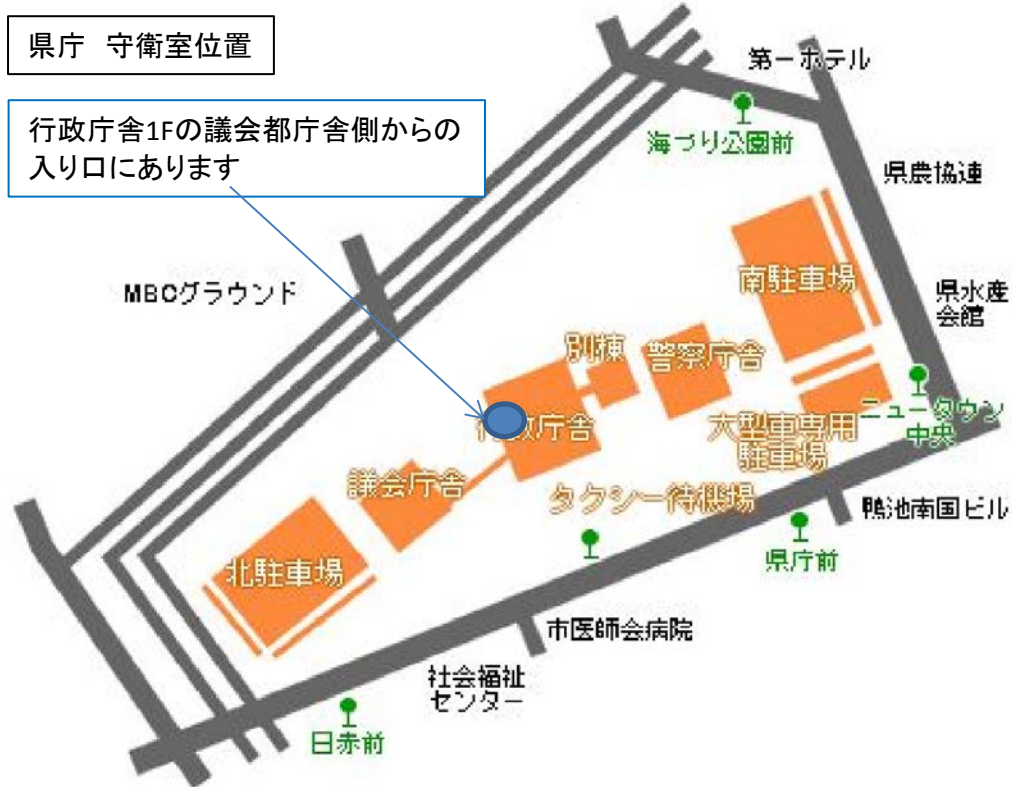 県庁　守衛室位置
行政庁舎1Fの議会都庁舎側からの
入り口にあります
第一ホテル
海づり公園前
県農協連
南駐車場
県水産
会館
MBCグラウンド
別棟
警察庁舎
行政庁舎
大型車専用
駐車場
ニュータウン
中央
議会庁舎
タクシー待機場
鴨池南国ビル
県庁前
北駐車場
市医師会病院
社会福祉
センター
日赤前